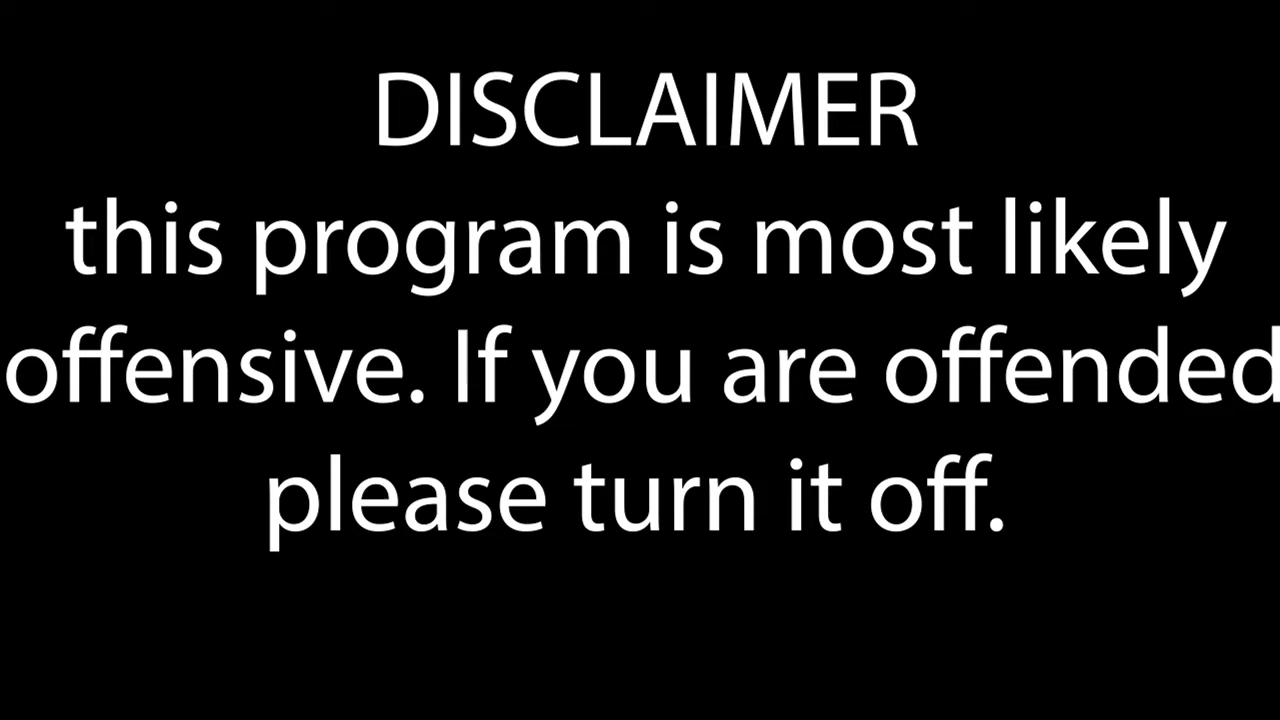 DISCLAIMER
this program is most likely
offensive. If you are offended
please turn it off.